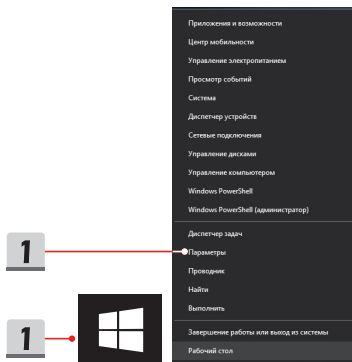 Приложения и возможности
Центр мобильности
Управление электропитанием
Просмотр событий
Система
Диспетчер устройств
Сетевые подключения
Управление дисками
Управление компьютером
Windows PowerShell
Windows PowerShell (администратор)
Диспетчер задач
1
Параметры
Проводник
Найти
Выполнить
1
Завершение работы или выход из системы
Рабочий стол